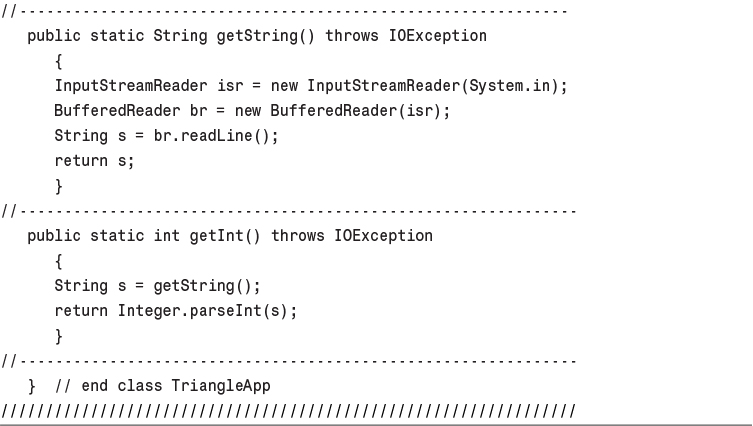 //-------------------------------------------------------------
public static String getString() throws IOException
{
InputStreamReader isr = new InputStreamReader(System.in);
BufferedReader br = new BufferedReader(isr);
String s = br.readLine();
return s;
}
//--------------------------------------------------------------
public static int getInt() throws IOException
{
String s = getString();
return Integer.parseInt(s);
}
//--------------------------------------------------------------
}  // end class TriangleApp
////////////////////////////////////////////////////////////////